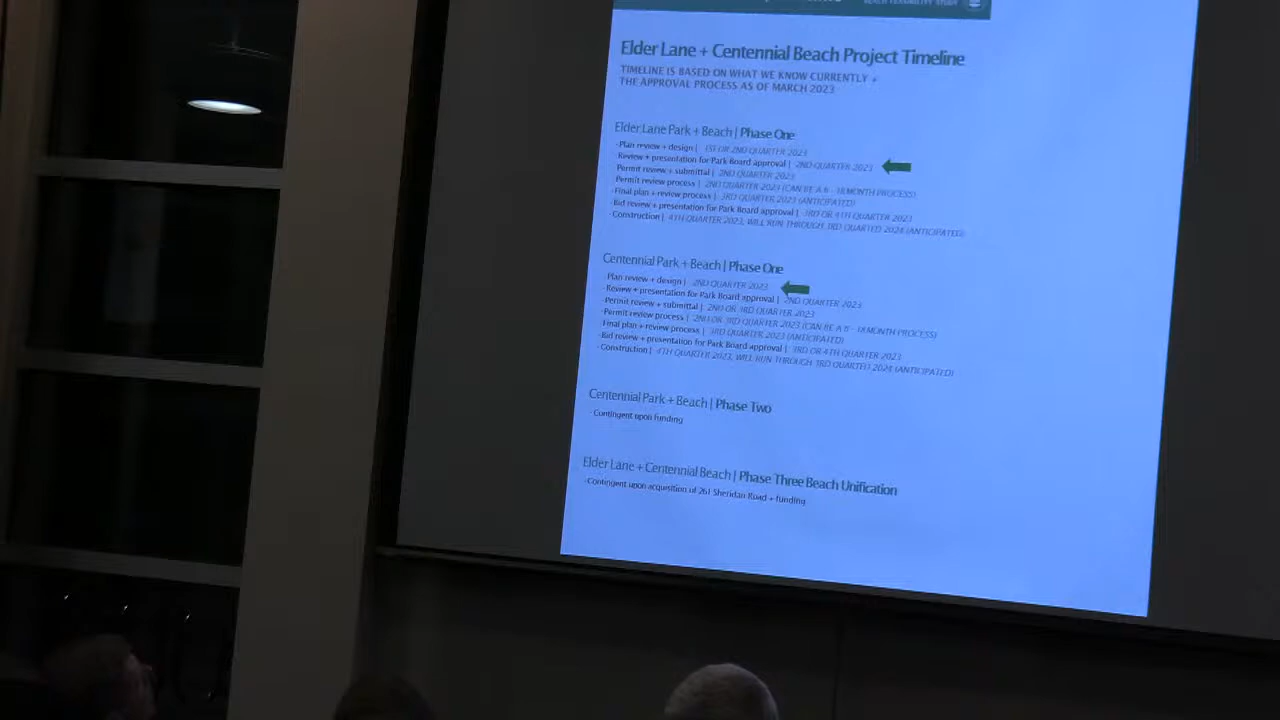 BEACH FEASIBILITY STUDY
Elder Lane + Centennial Beach Project Timeline
TIMELINE IS BASED ON WHAT WE KNOW CURRENTLY +
THE APPROVAL PROCESS AS OF MARCH 2023
Elder Lane Park + Beach | Phase One
- Plan review + design | 1ST OR 2ND QUARTER 2023
- Review + presentation for Park Board approval | 2ND QUARTER 2023
- Permit review + submittal | 2ND QUARTER 2023
- Permit review process | 2ND QUARTER 2023 (CAN BE A 6 - 18 MONTH PROCESS)
- Final plan + review process | 3RD QUARTER 2023 (ANTICIPATED)
- Bid review + presentation for Park Board approval | 3RD OR 4TH QUARTER 2023
- Construction | 4TH QUARTER 2023, WILL RUN THROUGH 3RD QUARTED 2024 (ANTICIPATED)
Centennial Park + Beach | Phase One
- Plan review + design | 2ND QUARTER 2023
- Review + presentation for Park Board approval | 2ND QUARTER 2023
- Permit review + submittal | 2ND OR 3RD QUARTER 2023
- Permit review process | 2ND OR 3RD QUARTER 2023 (CAN BE A 6 - 18 MONTH PROCESS)
- Final plan + review process | 3RD QUARTER 2023 (ANTICIPATED)
- Bid review + presentation for Park Board approval | 3RD OR 4TH QUARTER 2023
- Construction | 4TH QUARTER 2023, WILL RUN THROUGH 3RD QUARTED 2024 (ANTICIPATED)
Centennial Park + Beach | Phase Two
- Contingent upon funding
Elder Lane + Centennial Beach | Phase Three Beach Unification
- Contingent upon acquisition of 261 Sheridan Road + funding